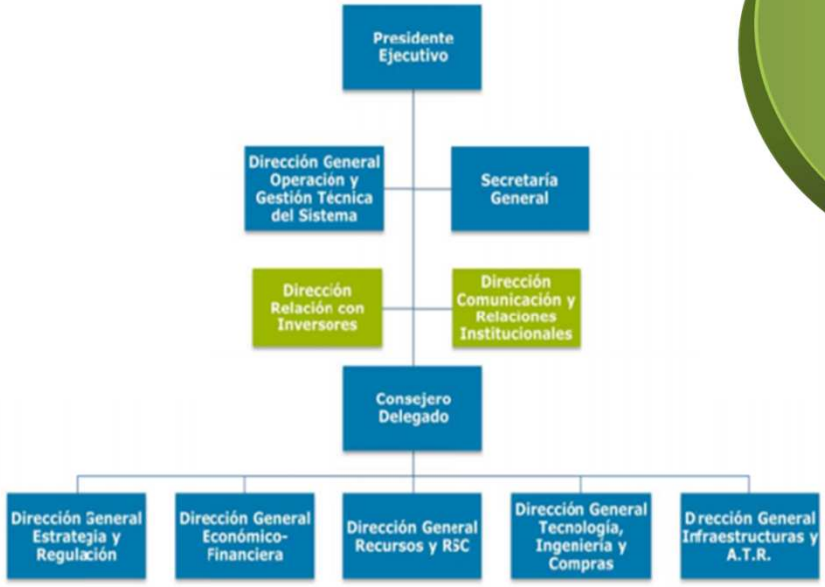 Presidente
Ejecutivo
Dirección General
Operación y
Gestión Técnica
del Sistema
Secretaría
General
Dirección
Relación con
Inversores
Dirección
Comunicación y
Relaciones
Institucionales
Consejero
Delegado
Dirección General
Estrategia y
Regulación
Dirección General
Económico-
Financiera
Dirección General
Recursos y RSC
Dirección General
Tecnología,
Ingeniería y
Compras
Dirección General
Infraestructuras y
A.T.R.